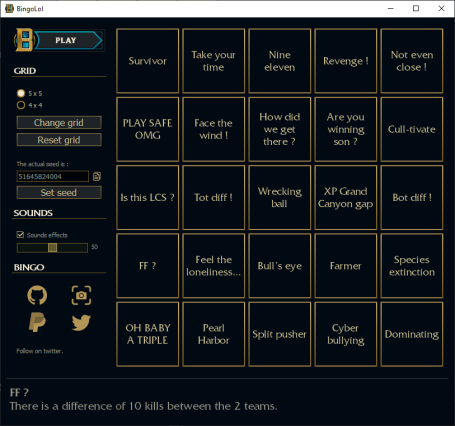 BingoLol
PLAY
GRID
5 x 5
4 x 4
Change grid
Reset grid
The actual seed is :
51645824004
Set seed
SOUNDS
Sounds effects
50
BINGO
Follow on twitter.
Survivor
Take your
time
Nine
eleven
Revenge !
Not even
close !
PLAY SAFE
OMG
Face the
wind !
How did
we get
there ?
Are you
winning
son ?
Cull-tivate
Is this LCS ?
Tot diff !
Wrecking
ball
XP Grand
Canyon gap
Bot diff !
FF ?
Feel the
loneliness...
Bull's eye
Farmer
Species
extinction
OH BABY
A TRIPLE
Pearl
Harbor
Split pusher
Cyber
bullying
Dominating
FF ?
There is a difference of 10 kills between the 2 teams.